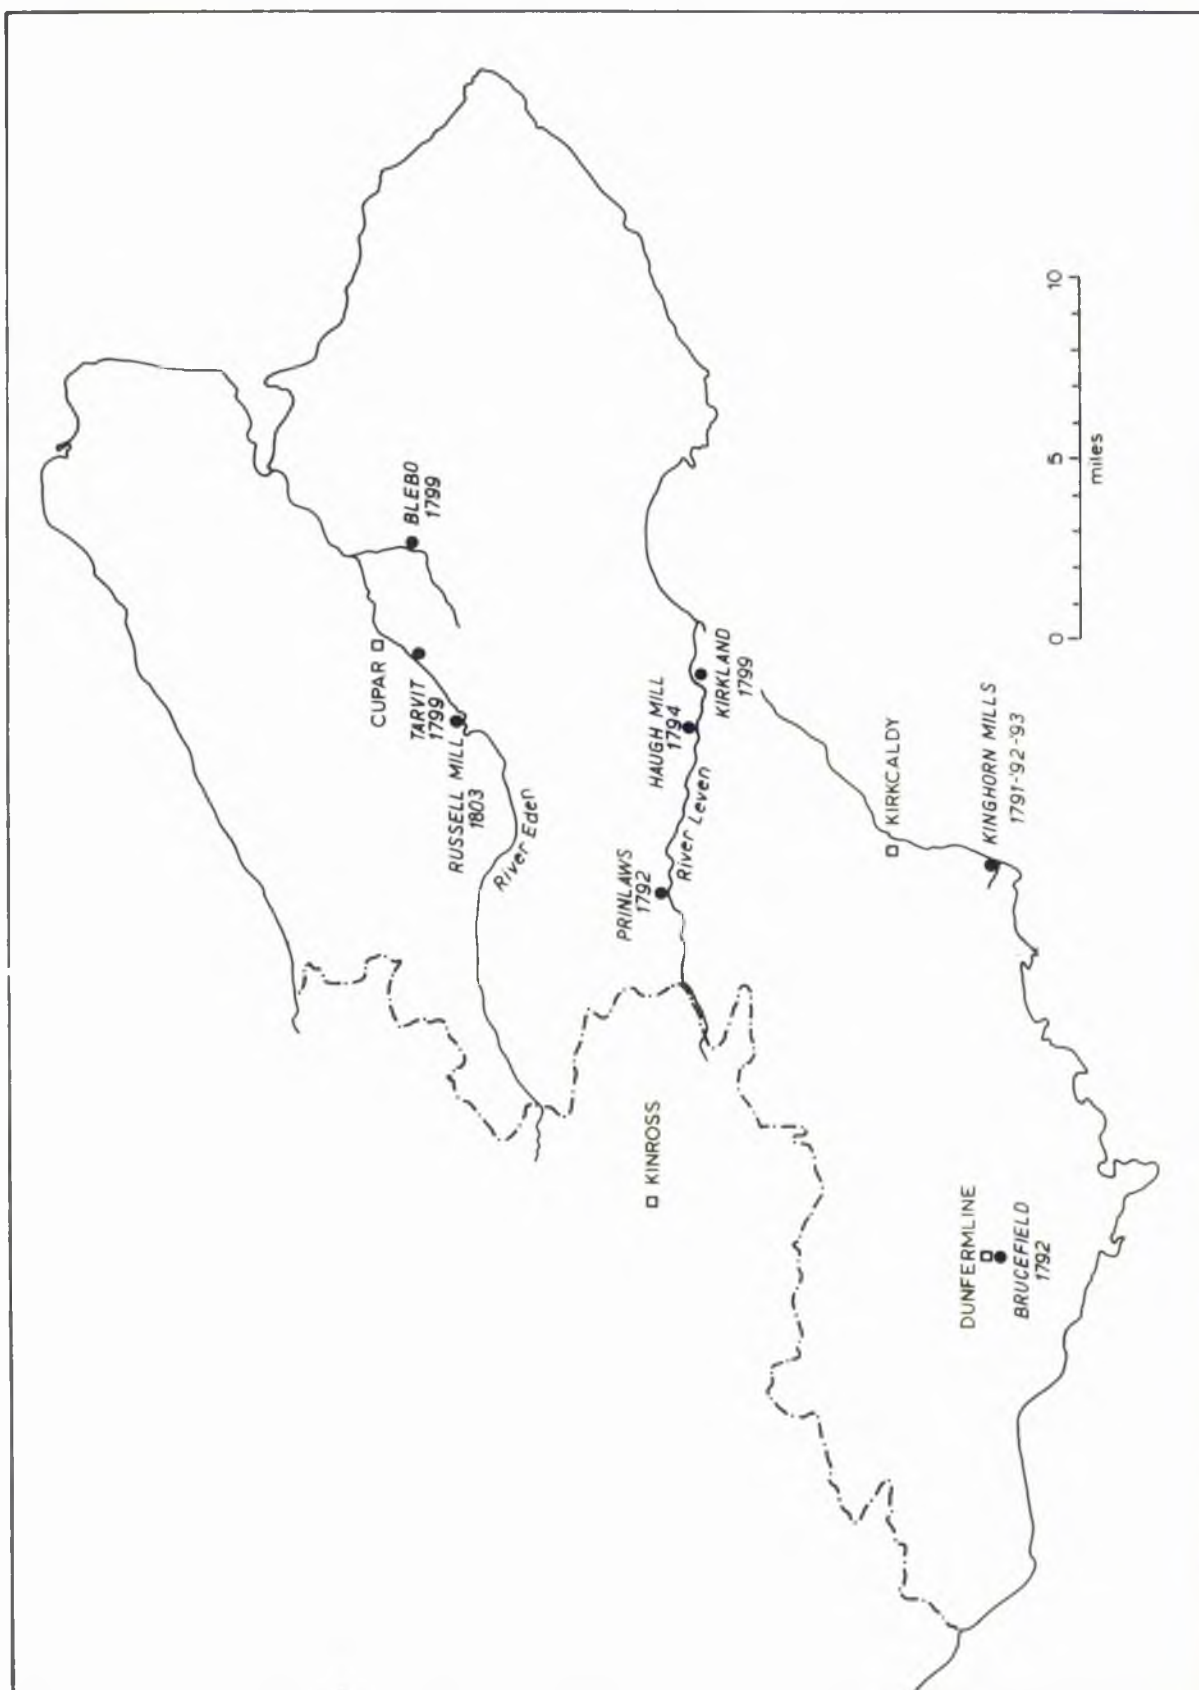 BLEBO
1799
CUPAR
TARVIT
1799
RUSSELL MILL
1803
River Eden
HAUGH MILL
1794
KIRKLAND
1799
PRINLAWS
1792
River Leven
KINROSS
KIRKCALDY
KINGHORN MILLS
1791-'92-'93
DUNFERMLINE
BRUCEFIELD
1792
0 5 10
miles